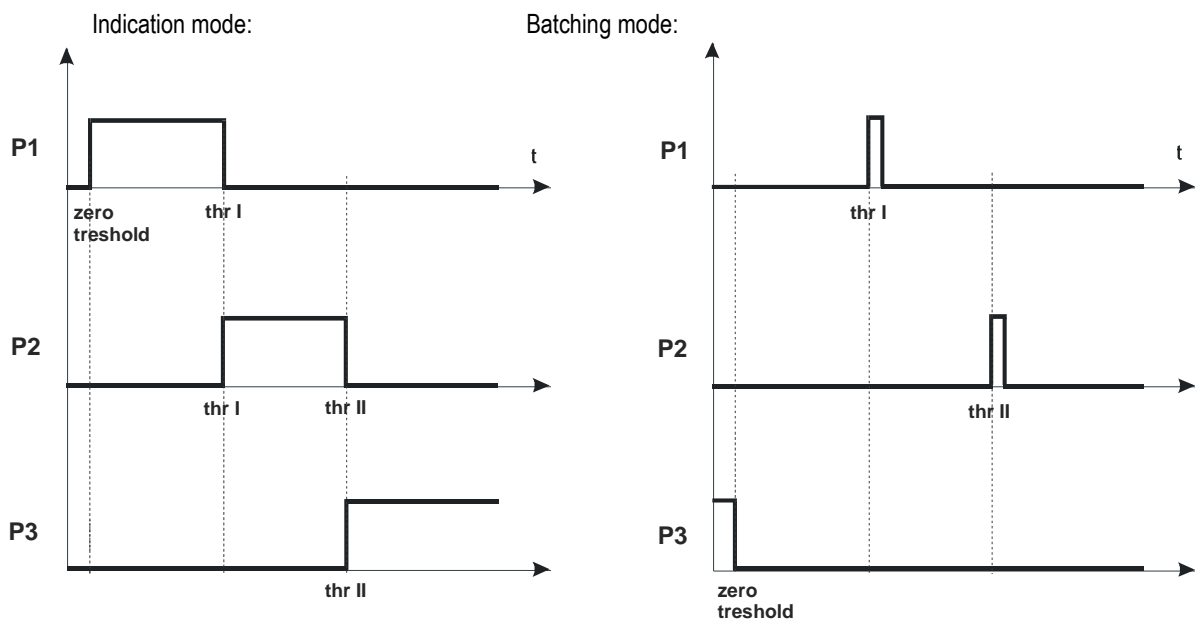 Indication mode:
Batching mode:
P1
t
zero
treshold
thr I
P2
thr I
thr II
P3
thr II
P1
t
thr I
P2
thr II
P3
zero
treshold